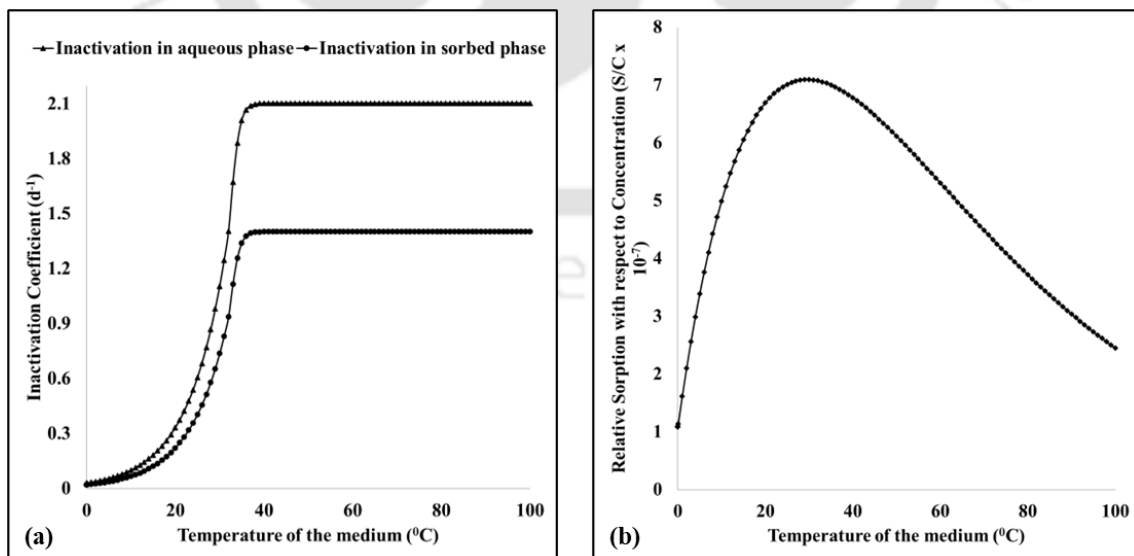 Inactivation in aqueous phase Inactivation in sorbed phase
2.1
1.8
1.5
1.2
0.9
0.6
0.3
0
Inactivation Coefficient (d⁻¹)
0 20 40 60 80 100
Temperature of the medium (⁰C)
(a)
8
7
6
5
4
3
2
1
0
Relative Sorption with respect to Concentration (S/C x
10⁻⁷)
0 20 40 60 80 100
Temperature of the medium (⁰C)
(b)